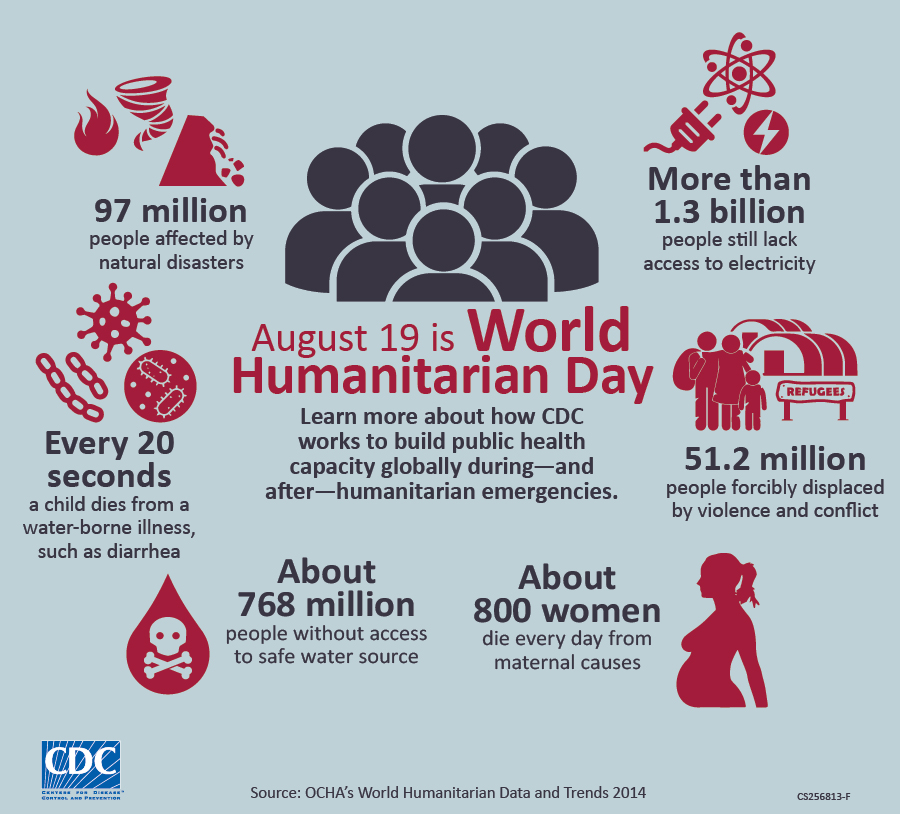 97 million
people affected by
natural disasters
More than
1.3 billion
people still lack
access to electricity
August 19 is World
Humanitarian Day
Learn more about how CDC
works to build public health
capacity globally during—and
after—humanitarian emergencies.
Every 20
seconds
a child dies from a
water-borne illness,
such as diarrhea
REFUGEES
51.2 million
people forcibly displaced
by violence and conflict
About
768 million
people without access
to safe water source
About
800 women
die every day from
maternal causes
CDC
CENTERS FOR DISEASE™
CONTROL AND PREVENTION
Source: OCHA's World Humanitarian Data and Trends 2014
CS256813-F